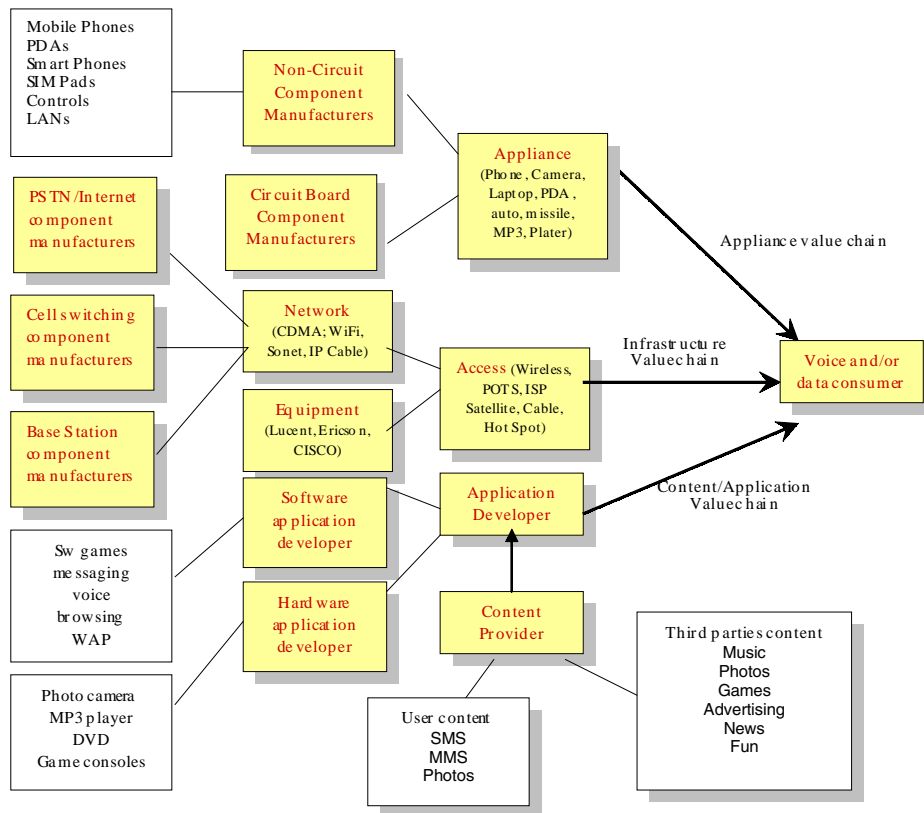 Mobile Phones
PDAs
Smart Phones
SIM Pads
Controls
LANs
Non-Circuit
Component
Manufacturers
Appliance
(Phone, Camera,
Laptop, PDA,
auto, missile,
MP3, Plater)
PSTN/Internet
component
manufacturers
Circuit Board
Component
Manufacturers
Appliance value chain
Cell switching
component
manufacturers
Network
(CDMA; WiFi,
Sonet, IP Cable)
Infrastructure
Value chain
Access (Wireless,
POTS, ISP
Satellite, Cable,
Hot Spot)
Voice and/or
data consumer
Equipment
(Lucent, Ericson,
CISCO)
Base Station
component
manufacturers
Software
application
developer
Application
Developer
Content/Application
Value chain
Sw games
messaging
voice
browsing
WAP
Hardware
application
developer
Content
Provider
Third parties content
Music
Photos
Games
Advertising
News
Fun
Photo camera
MP3 player
DVD
Game consoles
User content
SMS
MMS
Photos